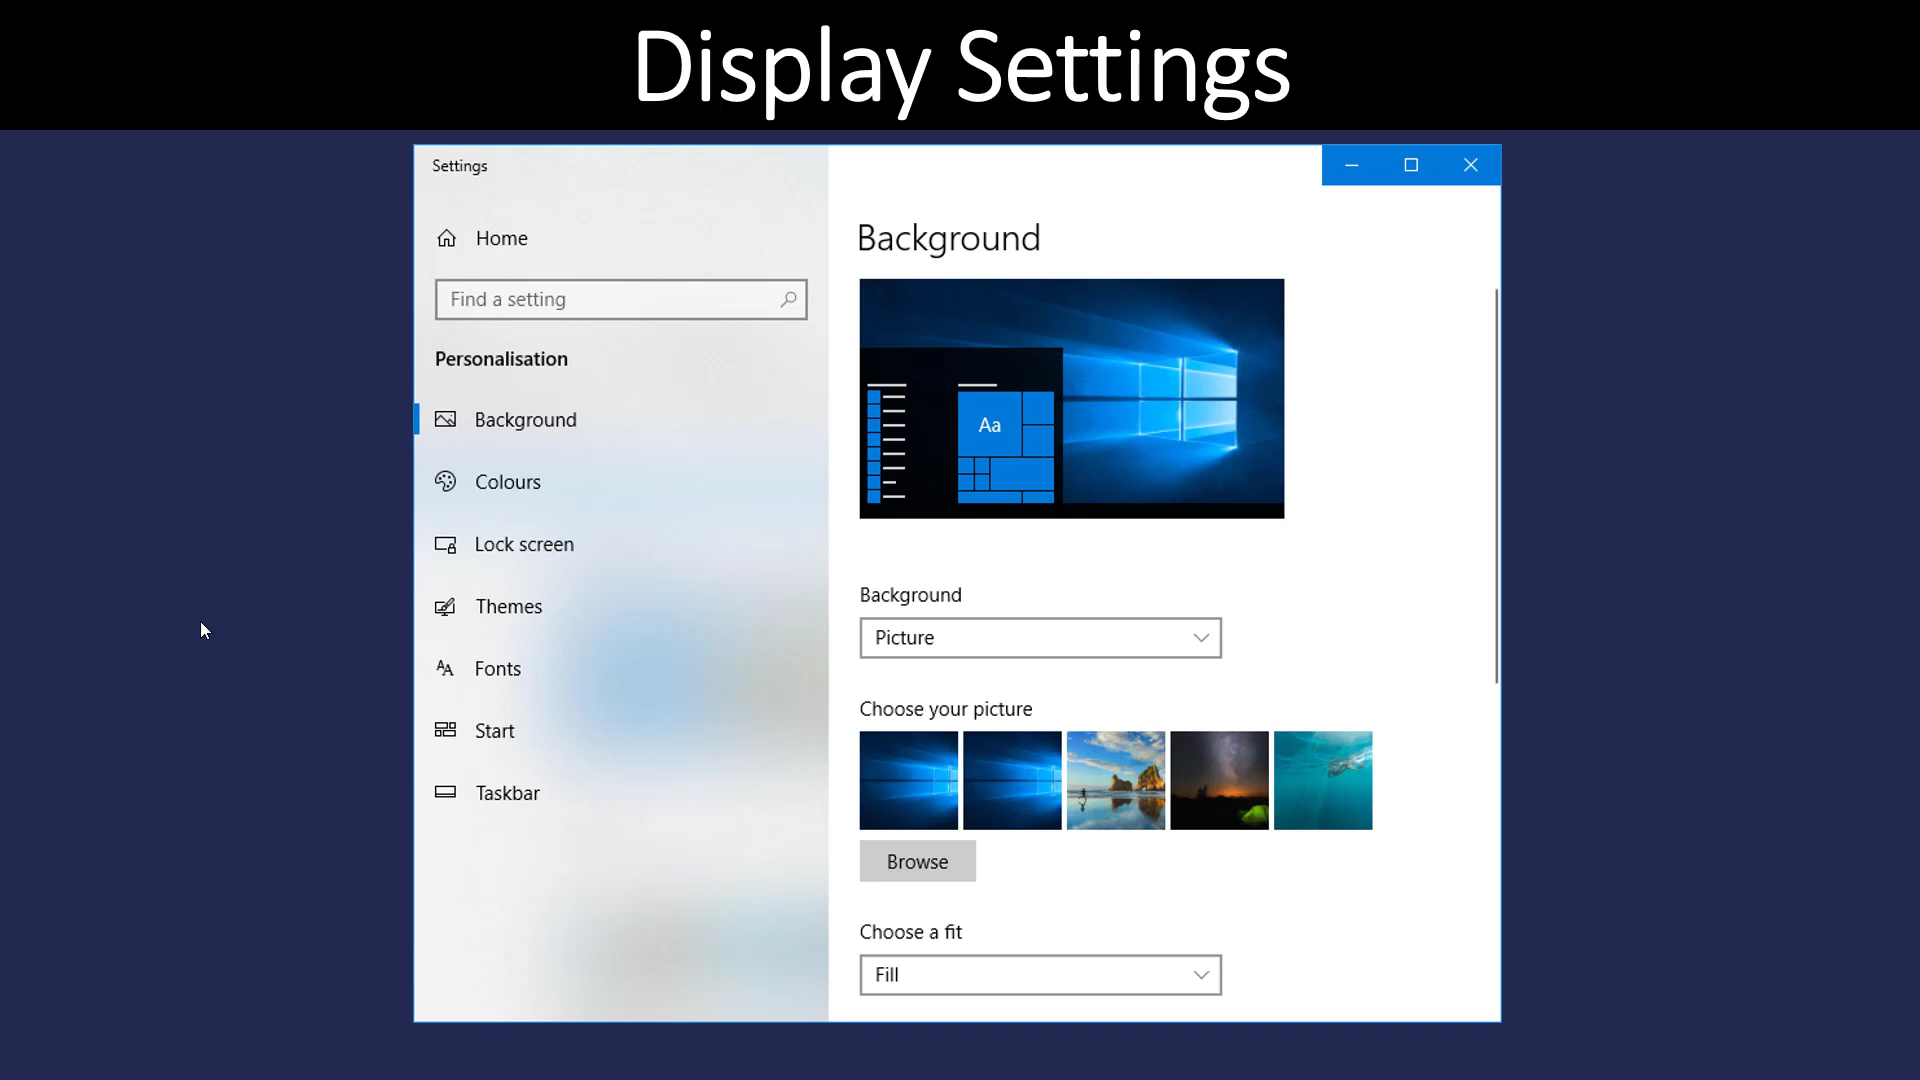 Display Settings
Settings
Home
Find a setting
Personalisation
Background
Colours
Lock screen
Themes
Fonts
Start
Taskbar
Background
Aa
Background
Picture
Choose your picture
Browse
Choose a fit
Fill